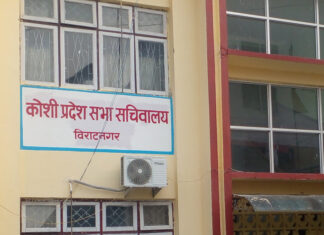 कोशी प्रदेश सभा सचिवालय
विराटनगर